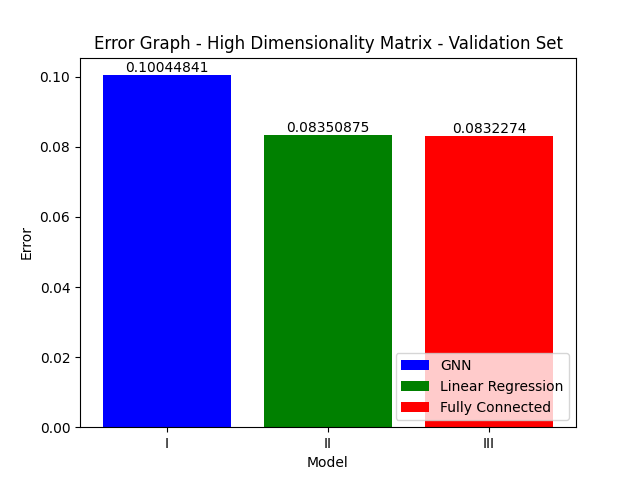 Error Graph - High Dimensionality Matrix - Validation Set
0.10044841
0.08350875
0.0832274
0.10
0.08
0.06
0.04
0.02
0.00
Error
GNN
Linear Regression
Fully Connected
I
II
III
Model